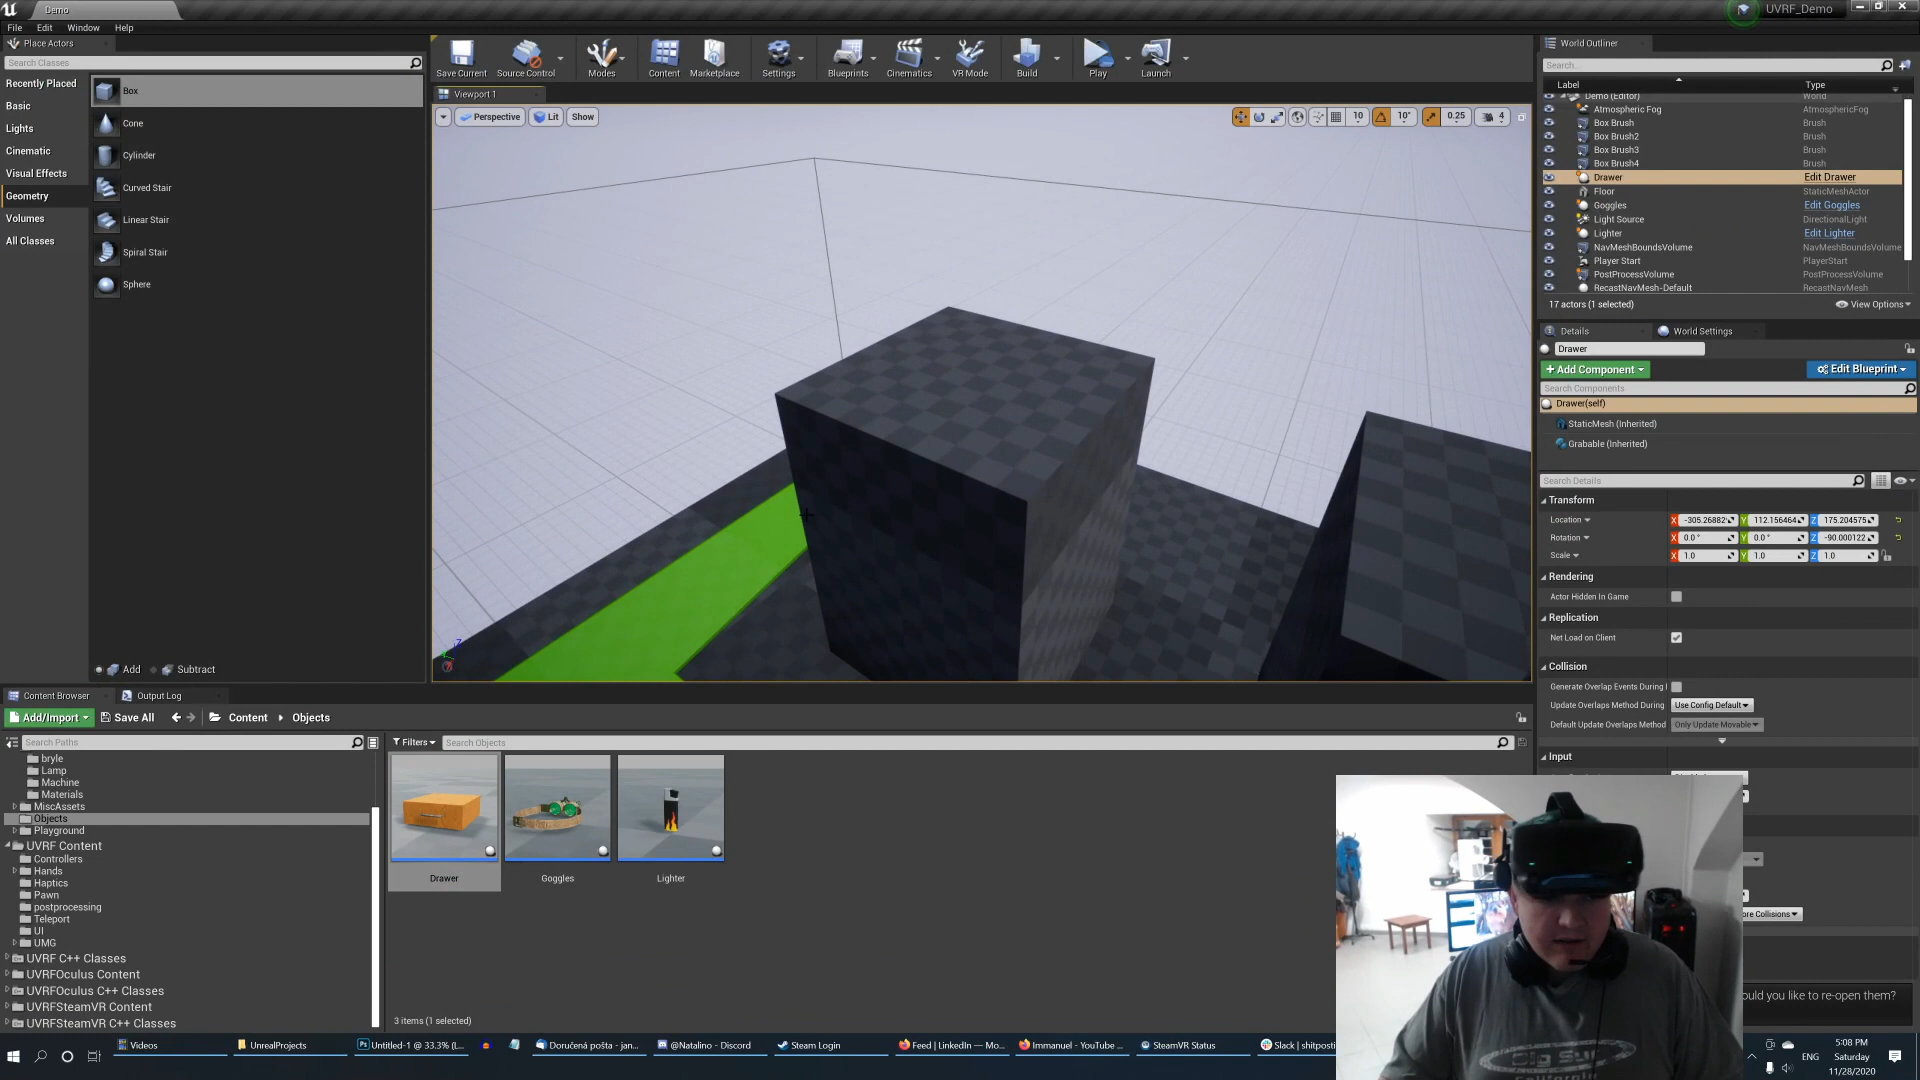 Demo
UVRF_Demo
File Edit Window Help
Place Actors
Search Classes
Recently Placed
Basic
Lights
Cinematic
Visual Effects
Geometry
Volumes
All Classes
Box
Cone
Cylinder
Curved Stair
Linear Stair
Spiral Stair
Sphere
Add Subtract
Save Current Source Control Modes Content Marketplace Settings Blueprints Cinematics VR Mode Build Play Launch
Viewport 1
Perspective Lit Show
10 10° 0.25 4
World Outliner
Search...
Label Type
Demo (Editor) World
Atmospheric Fog AtmosphericFog
Box Brush Brush
Box Brush2 Brush
Box Brush3 Brush
Box Brush4 Brush
Drawer Edit Drawer
Floor StaticMeshActor
Goggles Edit Goggles
Light Source DirectionalLight
Lighter Edit Lighter
NavMeshBoundsVolume NavMeshBoundsVolume
Player Start PlayerStart
PostProcessVolume PostProcessVolume
RecastNavMesh-Default RecastNavMesh
17 actors (1 selected) View Options
Details World Settings
Drawer
+ Add Component Edit Blueprint
Search Components
Drawer(self)
StaticMesh (Inherited)
Grabable (Inherited)
Search Details
Transform
Location X -305.26882 Y 112.156464 Z 175.204575
Rotation X 0.0 ° Y 0.0 ° Z -90.000122
Scale X 1.0 Y 1.0 Z 1.0
Rendering
Actor Hidden In Game
Replication
Net Load on Client
Collision
Generate Overlap Events During
Update Overlaps Method During Use Config Default
Default Update Overlaps Method Only Update Movable
Input
ore Collisions
ould you like to re-open them?
Content Browser Output Log
Add/Import Save All Content Objects
Search Paths
Filters Search Objects
bryle
Lamp
Machine
Materials
MiscAssets
Objects
Playground
UVRF Content
Controllers
Hands
Haptics
Pawn
postprocessing
Teleport
UI
UMG
UVRF C++ Classes
UVRFOculus Content
UVRFOculus C++ Classes
UVRFSteamVR Content
UVRFSteamVR C++ Classes
Drawer Goggles Lighter
3 items (1 selected)
Big Sur
California
Videos UnrealProjects Untitled-1 @ 33.3% (L... Doručená pošta - jan... @Natalino - Discord Steam Login Feed | LinkedIn — Mo... Immanuel - YouTube ... SteamVR Status Slack | shitposti
ENG
5:08 PM
Saturday
11/28/2020